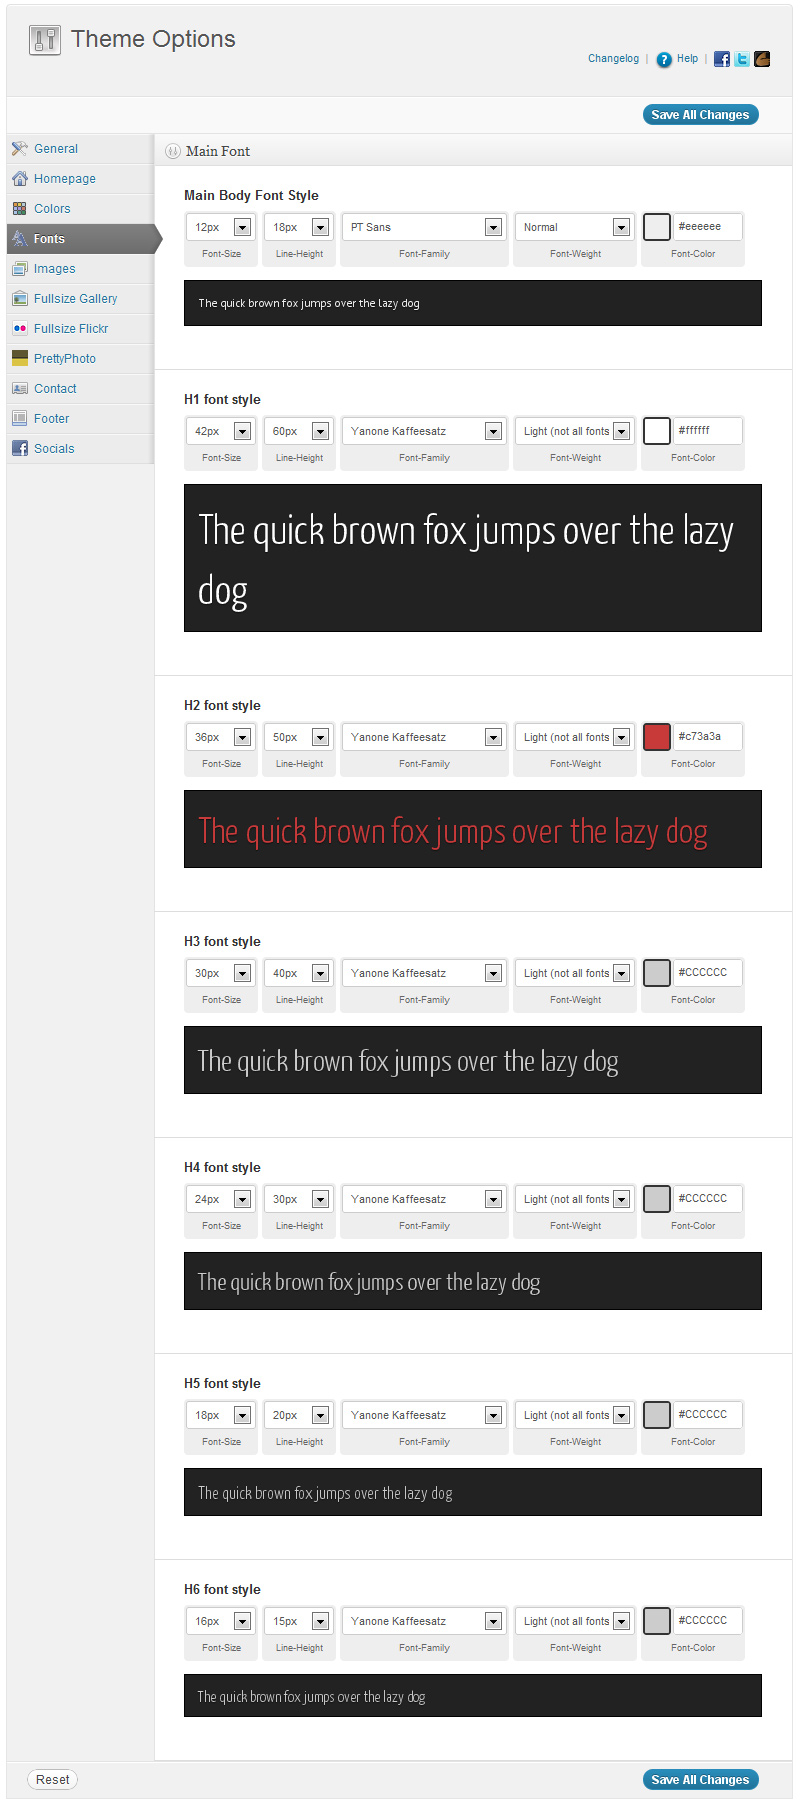 Theme Options
Changelog | Help |
Save All Changes
General
Homepage
Colors
Fonts
Images
Fullsize Gallery
Fullsize Flickr
PrettyPhoto
Contact
Footer
Socials
Main Font
Main Body Font Style
12px 18px PT Sans Normal #eeeeee
Font-Size Line-Height Font-Family Font-Weight Font-Color
The quick brown fox jumps over the lazy dog
H1 font style
42px 60px Yanone Kaffeesatz Light (not all fonts #ffffff
Font-Size Line-Height Font-Family Font-Weight Font-Color
The quick brown fox jumps over the lazy
dog
H2 font style
36px 50px Yanone Kaffeesatz Light (not all fonts #c73a3a
Font-Size Line-Height Font-Family Font-Weight Font-Color
The quick brown fox jumps over the lazy dog
H3 font style
30px 40px Yanone Kaffeesatz Light (not all fonts #CCCCCC
Font-Size Line-Height Font-Family Font-Weight Font-Color
The quick brown fox jumps over the lazy dog
H4 font style
24px 30px Yanone Kaffeesatz Light (not all fonts #CCCCCC
Font-Size Line-Height Font-Family Font-Weight Font-Color
The quick brown fox jumps over the lazy dog
H5 font style
18px 20px Yanone Kaffeesatz Light (not all fonts #CCCCCC
Font-Size Line-Height Font-Family Font-Weight Font-Color
The quick brown fox jumps over the lazy dog
H6 font style
16px 15px Yanone Kaffeesatz Light (not all fonts #CCCCCC
Font-Size Line-Height Font-Family Font-Weight Font-Color
The quick brown fox jumps over the lazy dog
Reset Save All Changes